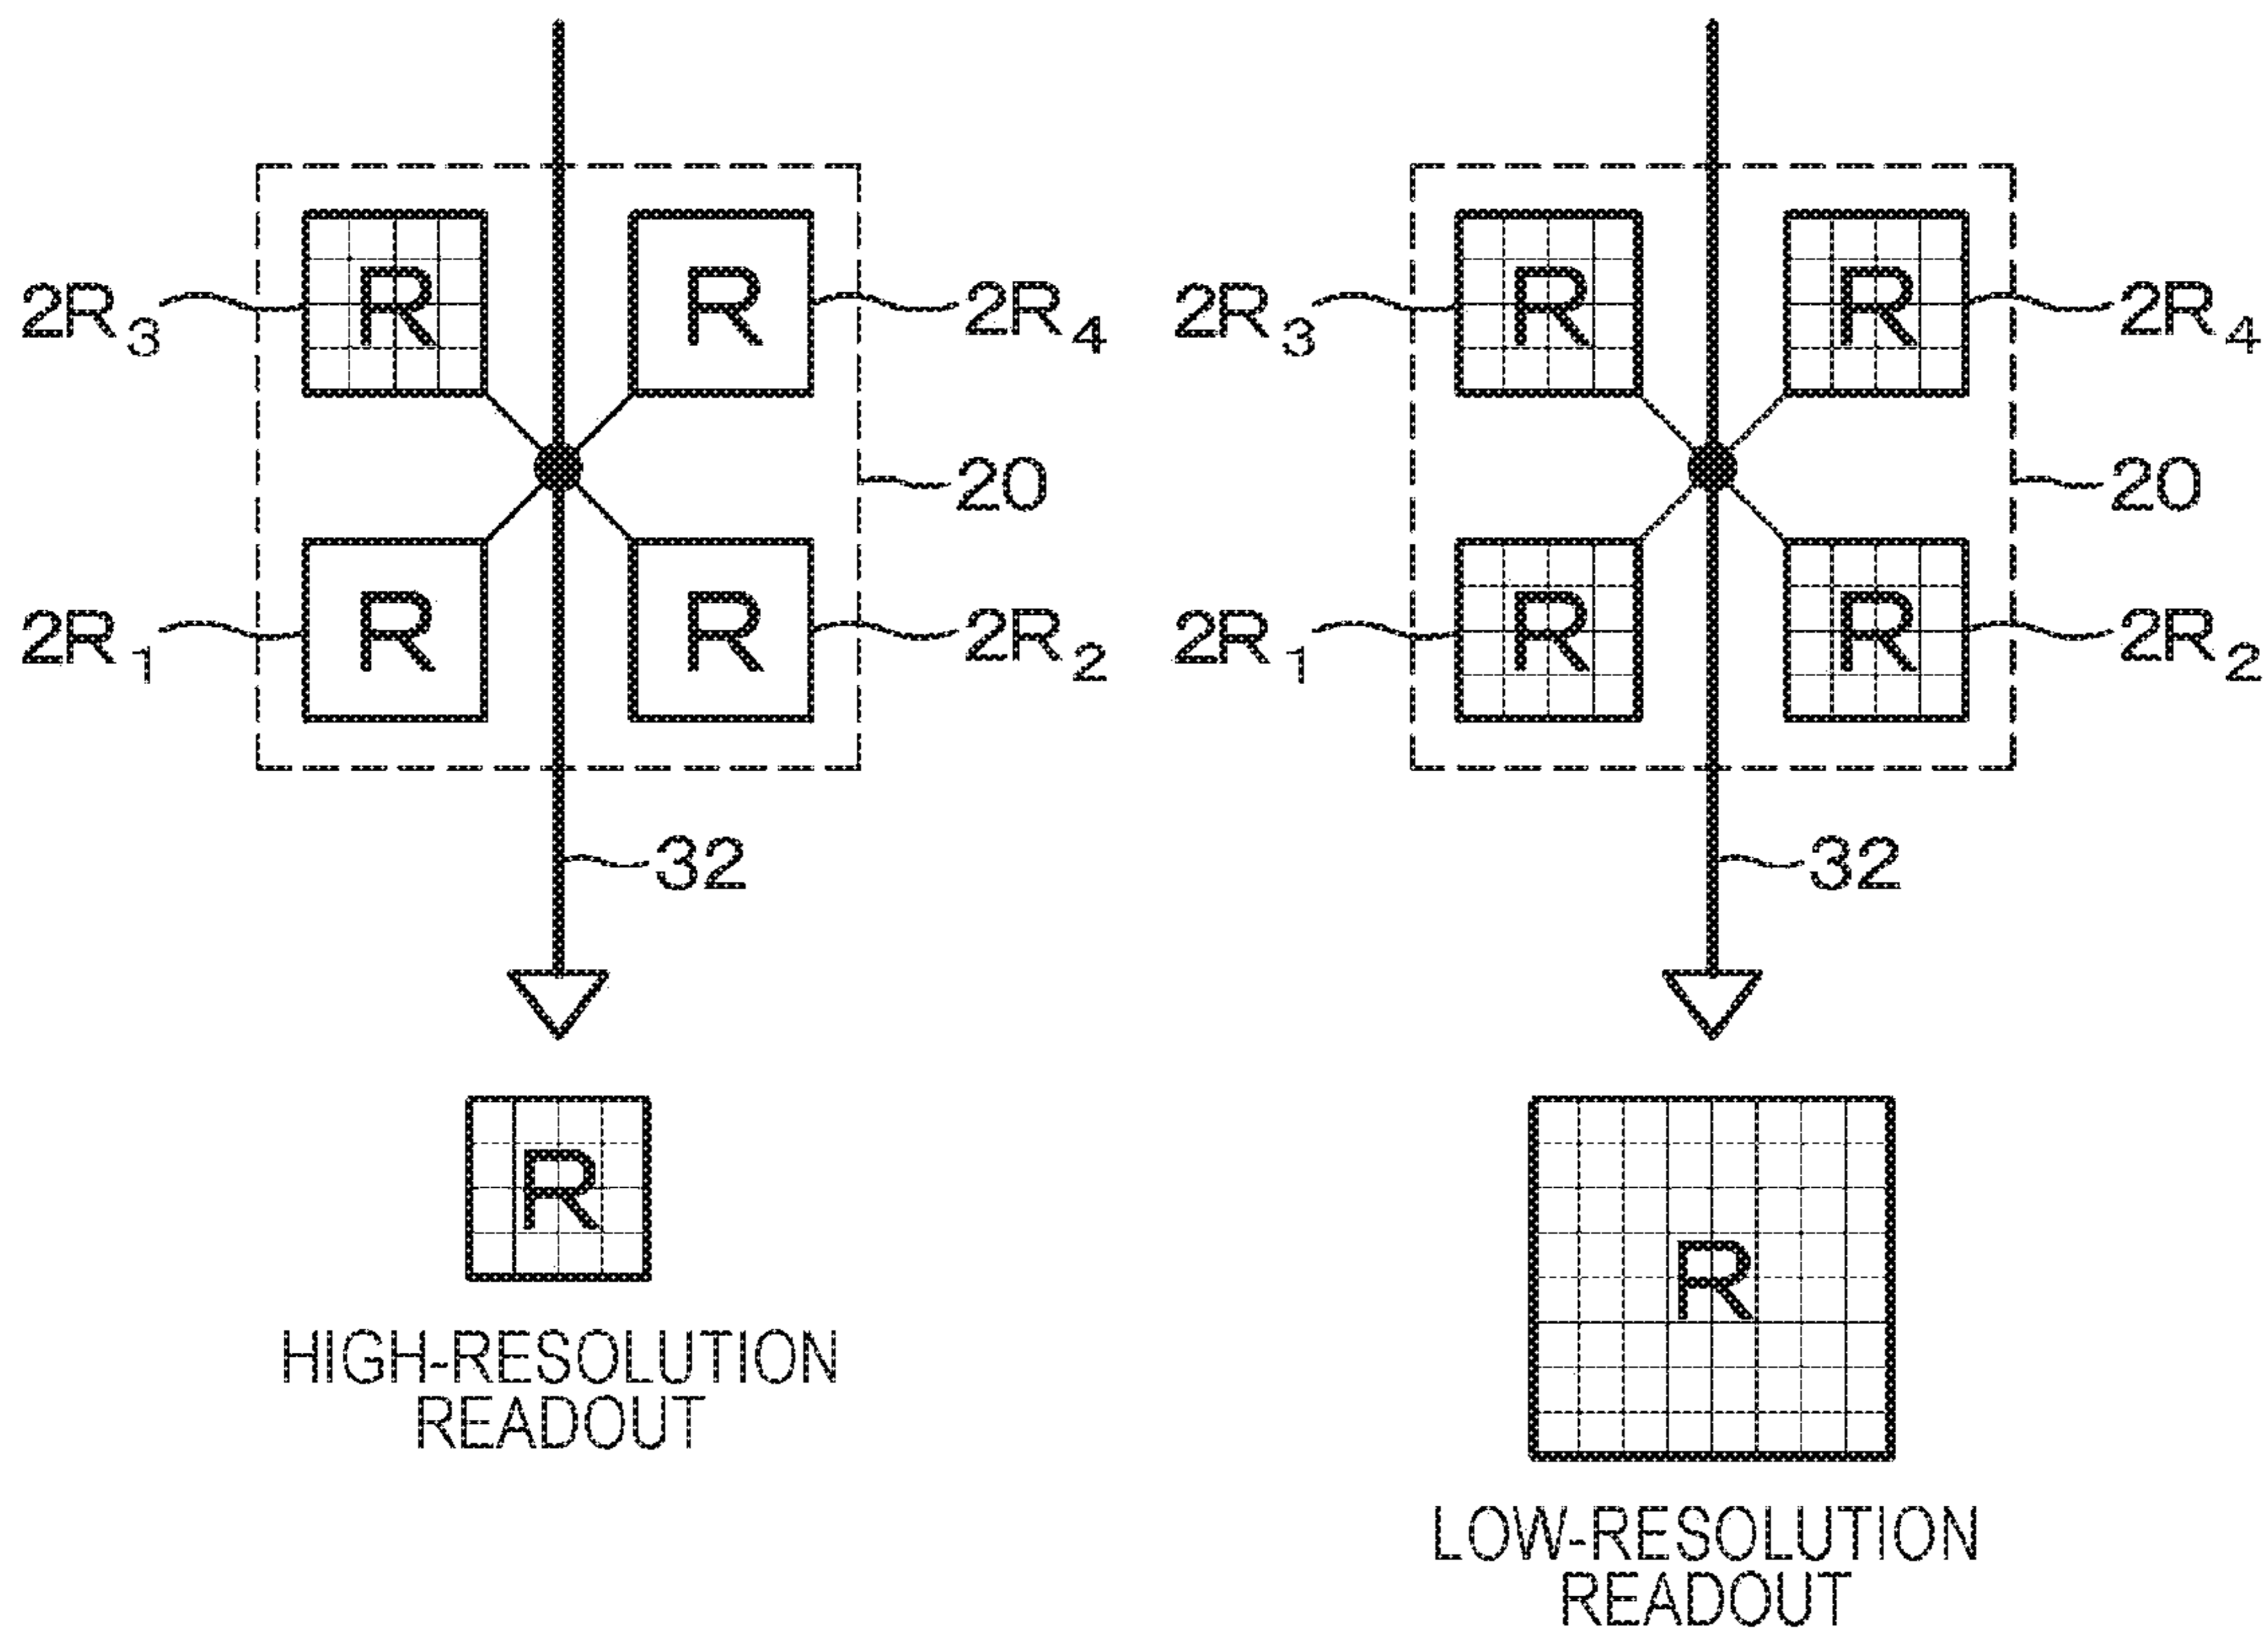 R R R R
2R3 2R4 2R3 2R4
20 20
R R R R
2R1 2R2 2R1 2R2
32 32
R
R
HIGH-RESOLUTION
READOUT
LOW-RESOLUTION
READOUT